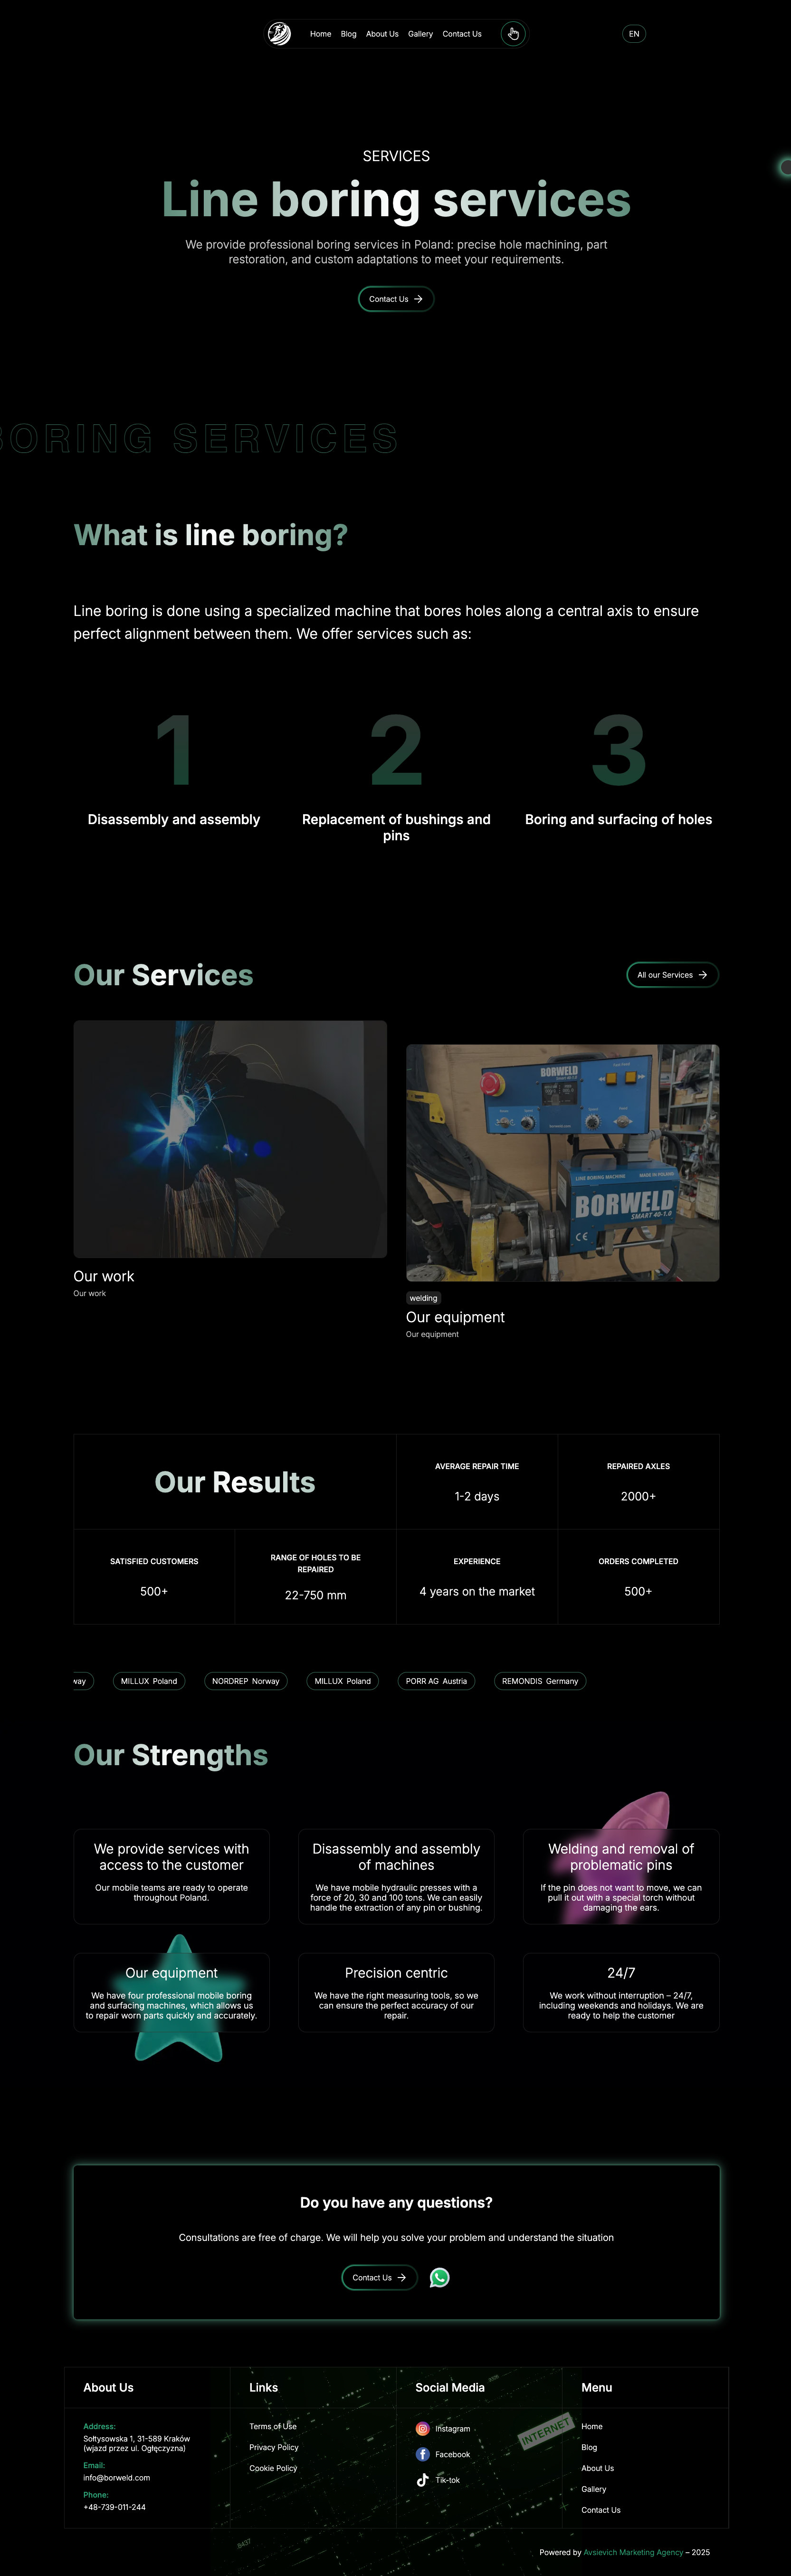 Home Blog About Us Gallery Contact Us EN
SERVICES
Line boring services
We provide professional boring services in Poland: precise hole machining, part
restoration, and custom adaptations to meet your requirements.
Contact Us
BORING SERVICES
What is line boring?
Line boring is done using a specialized machine that bores holes along a central axis to ensure
perfect alignment between them. We offer services such as:
1
Disassembly and assembly
2
Replacement of bushings and
pins
3
Boring and surfacing of holes
Our Services
All our Services
Our work
Our work
BORWELD
SMART 40-1.0
LINE BORING MACHINE MADE IN POLAND
BORWELD
SMART 40-1.0
CE
welding
Our equipment
Our equipment
Our Results
AVERAGE REPAIR TIME
1-2 days
REPAIRED AXLES
2000+
SATISFIED CUSTOMERS
500+
RANGE OF HOLES TO BE
REPAIRED
22-750 mm
EXPERIENCE
4 years on the market
ORDERS COMPLETED
500+
way MILLUX Poland NORDREP Norway MILLUX Poland PORR AG Austria REMONDIS Germany
Our Strengths
We provide services with
access to the customer
Our mobile teams are ready to operate
throughout Poland.
Disassembly and assembly
of machines
We have mobile hydraulic presses with a
force of 20, 30 and 100 tons. We can easily
handle the extraction of any pin or bushing.
Welding and removal of
problematic pins
If the pin does not want to move, we can
pull it out with a special torch without
damaging the ears.
Our equipment
We have four professional mobile boring
and surfacing machines, which allows us
to repair worn parts quickly and accurately.
Precision centric
We have the right measuring tools, so we
can ensure the perfect accuracy of our
repair.
24/7
We work without interruption – 24/7,
including weekends and holidays. We are
ready to help the customer
Do you have any questions?
Consultations are free of charge. We will help you solve your problem and understand the situation
Contact Us
About Us
Address:
Sołtysowska 1, 31-589 Kraków
(wjazd przez ul. Ogłęczyzna)
Email:
info@borweld.com
Phone:
+48-739-011-244
Links
Terms of Use
Privacy Policy
Cookie Policy
Social Media
Instagram
Facebook
Tik-tok
INTERNET
Menu
Home
Blog
About Us
Gallery
Contact Us
Powered by Avsievich Marketing Agency – 2025